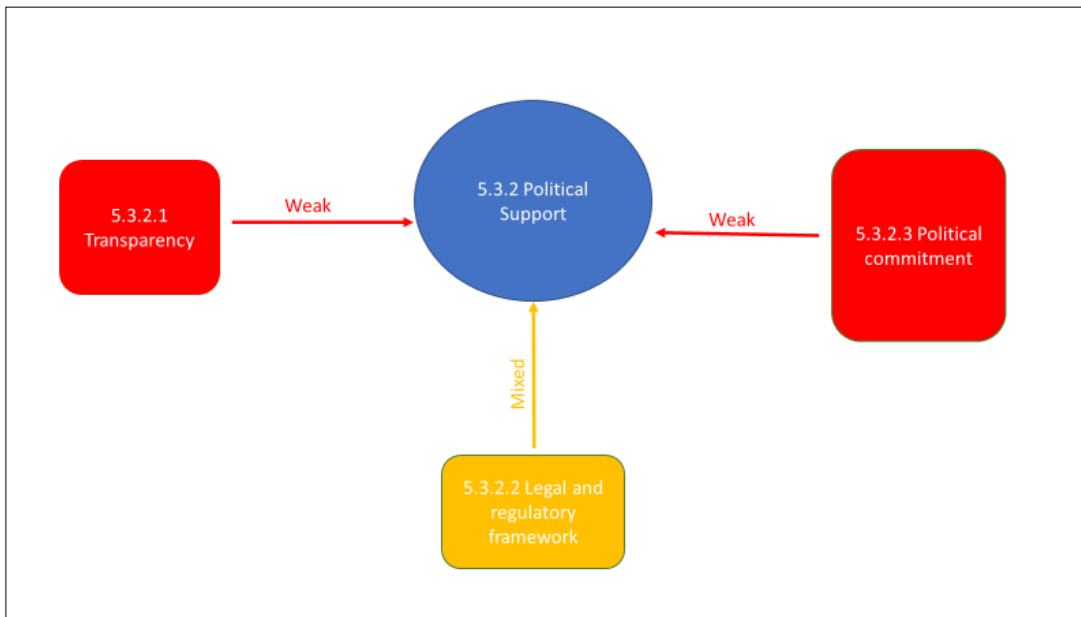 5.3.2 Political
Support
5.3.2.1
Transparency
Weak
Weak
5.3.2.3 Political
commitment
Mixed
5.3.2.2 Legal and
regulatory
framework